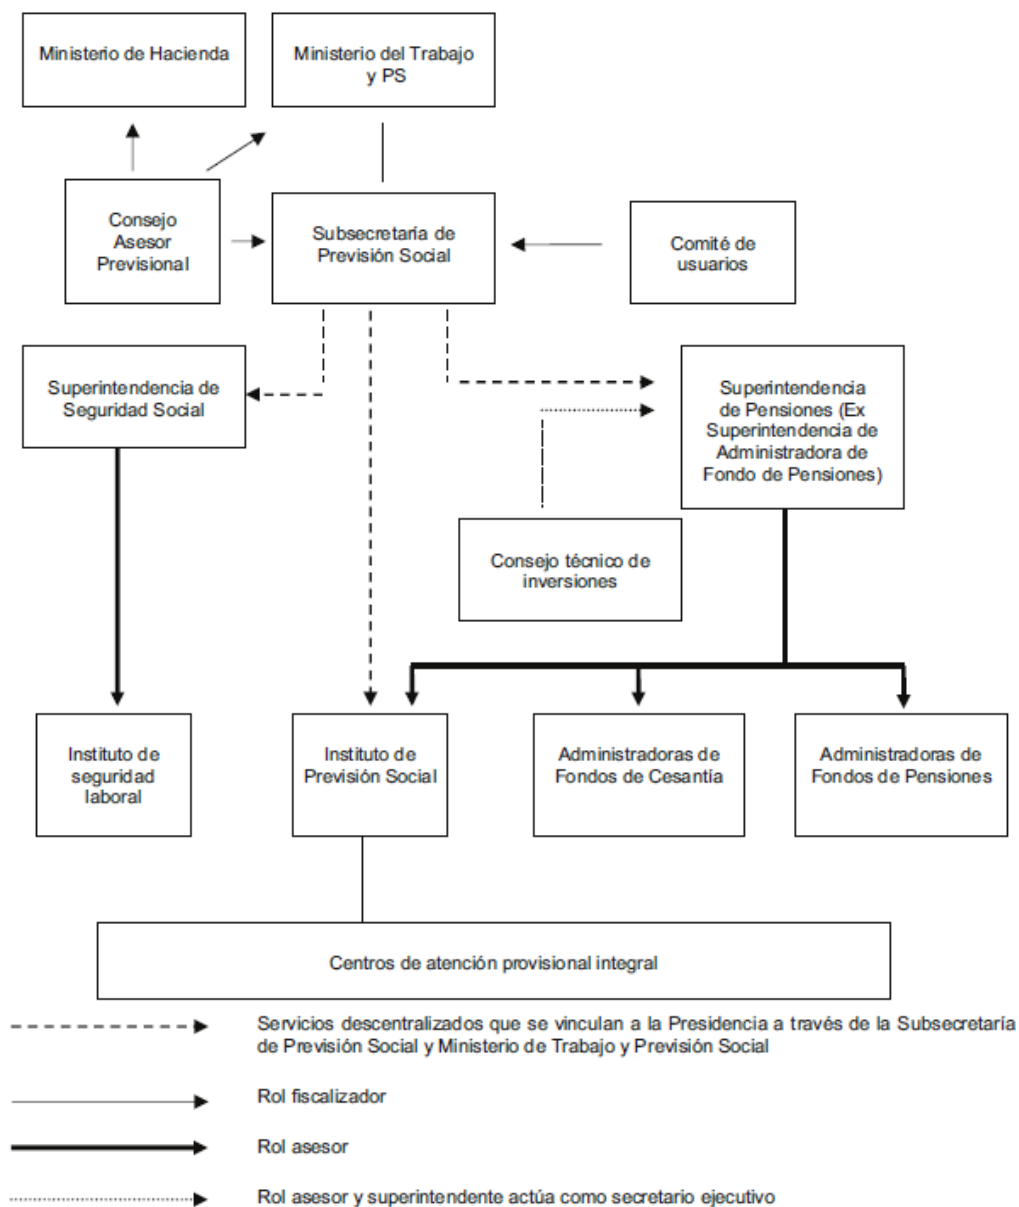 Ministerio de Hacienda
Ministerio del Trabajo
y PS
Consejo
Asesor
Previsional
Subsecretaría de
Previsión Social
Comité de
usuarios
Superintendencia de
Seguridad Social
Superintendencia
de Pensiones (Ex
Superintendencia de
Administradora de
Fondo de Pensiones)
Consejo técnico de
inversiones
Instituto de
seguridad
laboral
Instituto de
Previsión Social
Administradoras de
Fondos de Cesantía
Administradoras de
Fondos de Pensiones
Centros de atención provisional integral
Servicios descentralizados que se vinculan a la Presidencia a través de la Subsecretaría
de Previsión Social y Ministerio de Trabajo y Previsión Social
Rol fiscalizador
Rol asesor
Rol asesor y superintendente actúa como secretario ejecutivo